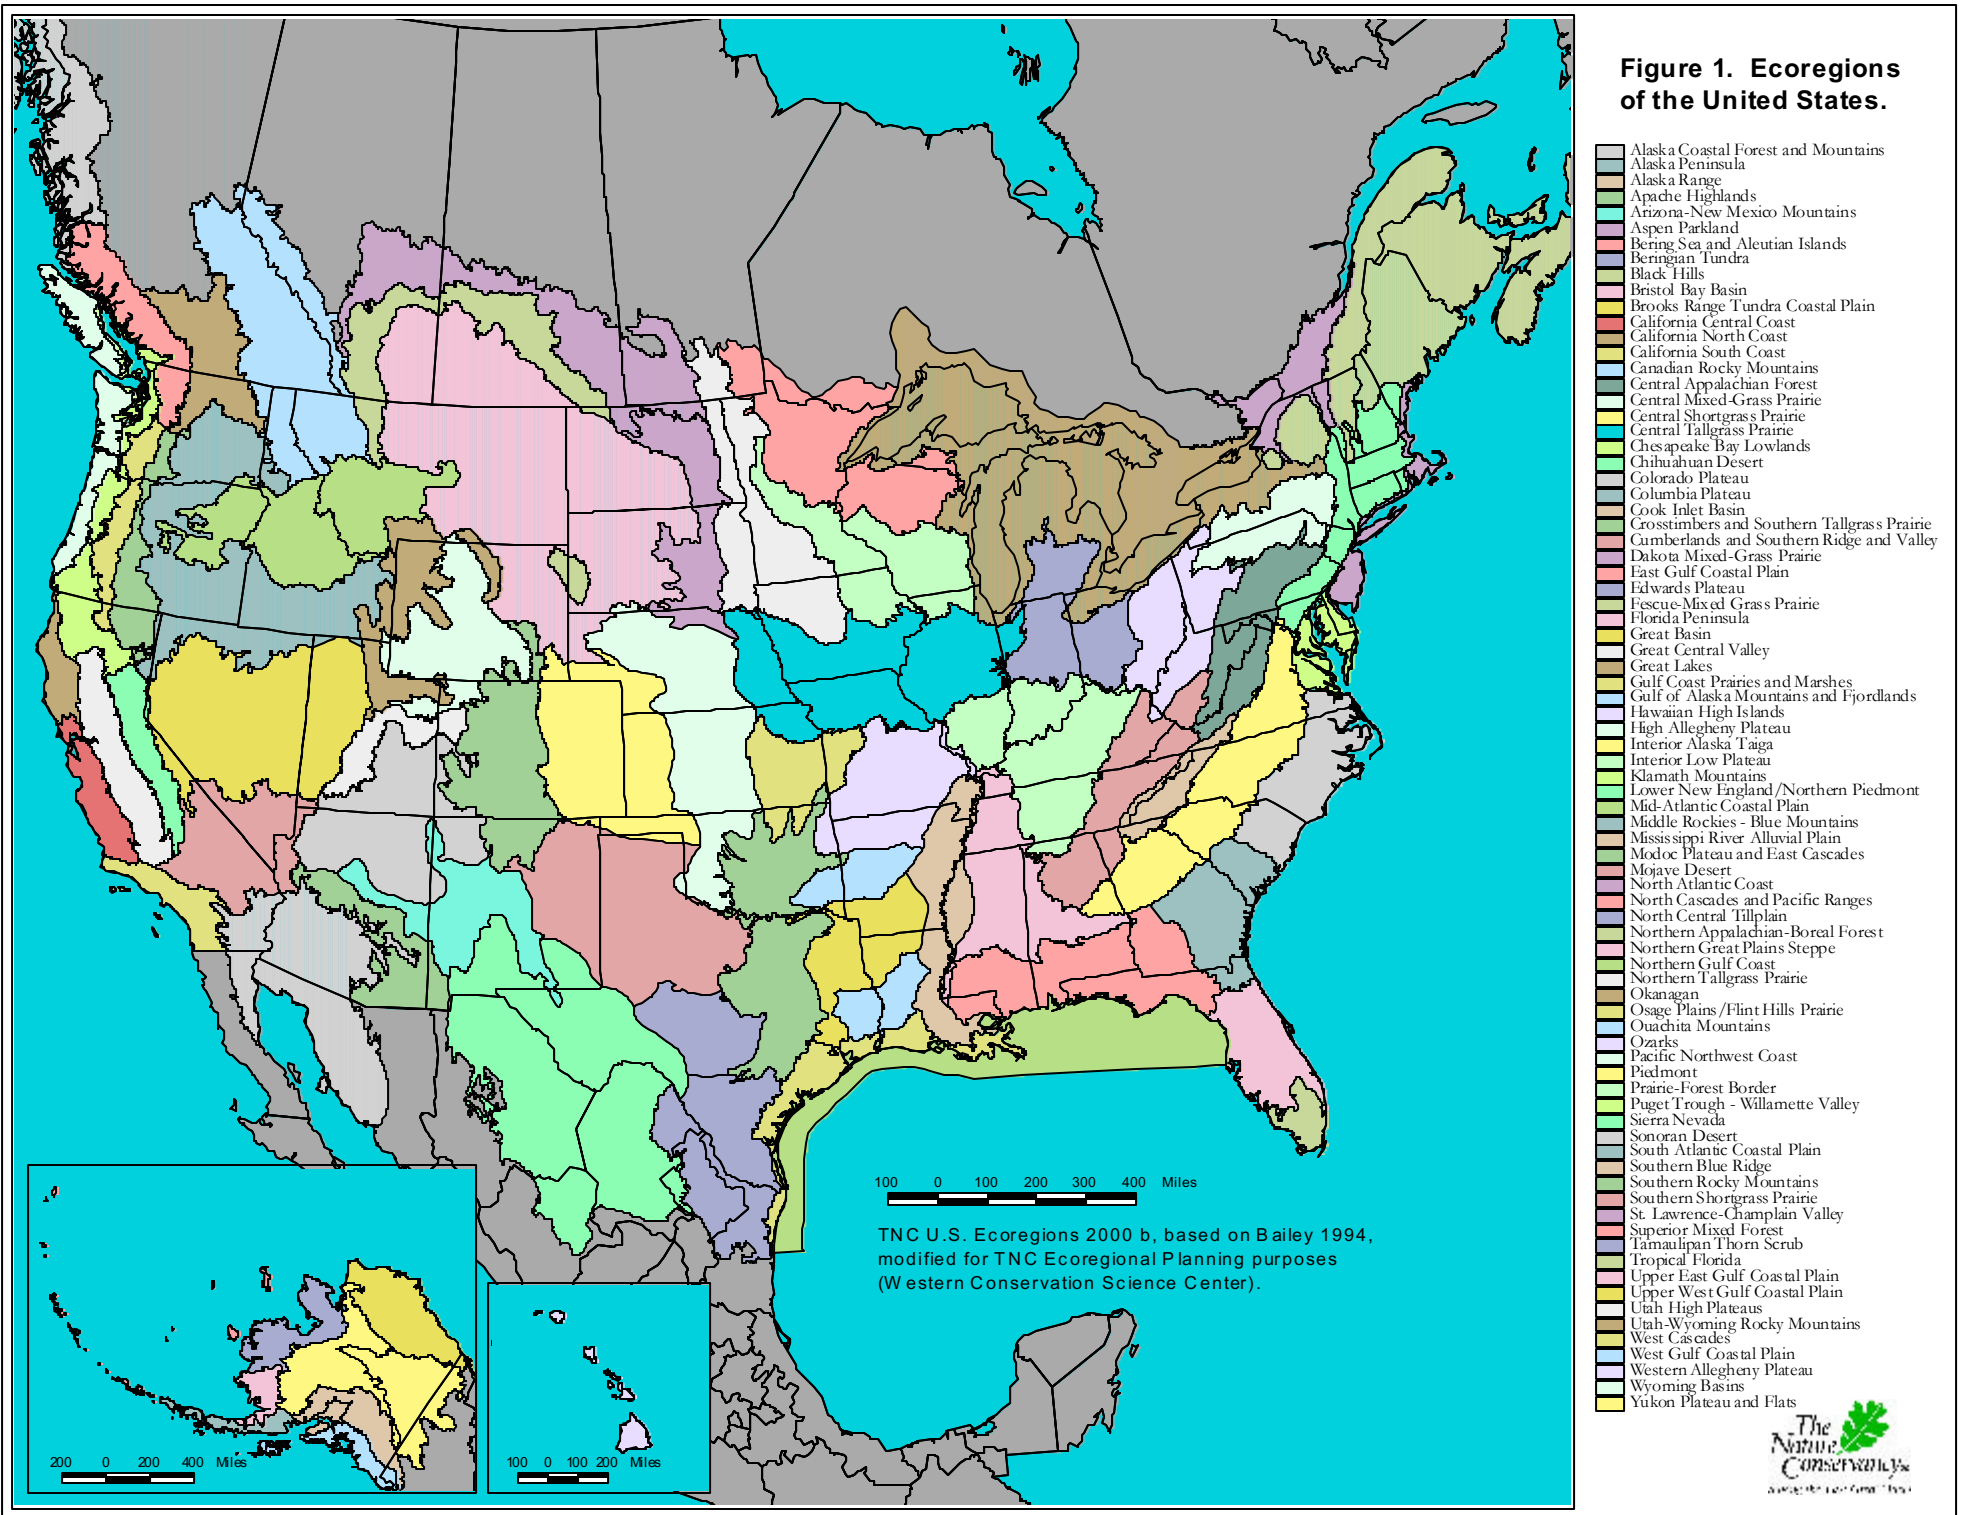 Figure 1. Ecoregions
of the United States.
Alaska Coastal Forest and Mountains
Alaska Peninsula
Alaska Range
Apache Highlands
Arizona-New Mexico Mountains
Aspen Parkland
Bering Sea and Aleutian Islands
Beringian Tundra
Black Hills
Bristol Bay Basin
Brooks Range Tundra Coastal Plain
California Central Coast
California North Coast
California South Coast
Canadian Rocky Mountains
Central Appalachian Forest
Central Mixed-Grass Prairie
Central Shortgrass Prairie
Central Tallgrass Prairie
Chesapeake Bay Lowlands
Chihuahuan Desert
Colorado Plateau
Columbia Plateau
Cook Inlet Basin
Crosstimbers and Southern Tallgrass Prairie
Cumberlands and Southern Ridge and Valley
Dakota Mixed-Grass Prairie
East Gulf Coastal Plain
Edwards Plateau
Fescue-Mixed Grass Prairie
Florida Peninsula
Great Basin
Great Central Valley
Great Lakes
Gulf Coast Prairies and Marshes
Gulf of Alaska Mountains and Fjordlands
Hawaiian High Islands
High Allegheny Plateau
Interior Alaska Taiga
Interior Low Plateau
Klamath Mountains
Lower New England/Northern Piedmont
Mid-Atlantic Coastal Plain
Middle Rockies - Blue Mountains
Mississippi River Alluvial Plain
Modoc Plateau and East Cascades
Mojave Desert
North Atlantic Coast
North Cascades and Pacific Ranges
North Central Tillplain
Northern Appalachian-Boreal Forest
Northern Great Plains Steppe
Northern Gulf Coast
Northern Tallgrass Prairie
Okanagan
Osage Plains/Flint Hills Prairie
Ouachita Mountains
Ozarks
Pacific Northwest Coast
Piedmont
Prairie-Forest Border
Puget Trough - Willamette Valley
Sierra Nevada
Sonoran Desert
South Atlantic Coastal Plain
Southern Blue Ridge
Southern Rocky Mountains
Southern Shortgrass Prairie
St. Lawrence-Champlain Valley
Superior Mixed Forest
Tamaulipan Thorn Scrub
Tropical Florida
Upper East Gulf Coastal Plain
Upper West Gulf Coastal Plain
Utah High Plateaus
Utah-Wyoming Rocky Mountains
West Cascades
West Gulf Coastal Plain
Western Allegheny Plateau
Wyoming Basins
Yukon Plateau and Flats
100 0 100 200 300 400 Miles
TNC U.S. Ecoregions 2000 b, based on Bailey 1994,
modified for TNC Ecoregional Planning purposes
(Western Conservation Science Center).
200 0 200 400 Miles
100 0 100 200 Miles
The
Nature
Conservancy